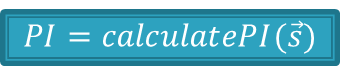 PI = calculatePI(s⃗)